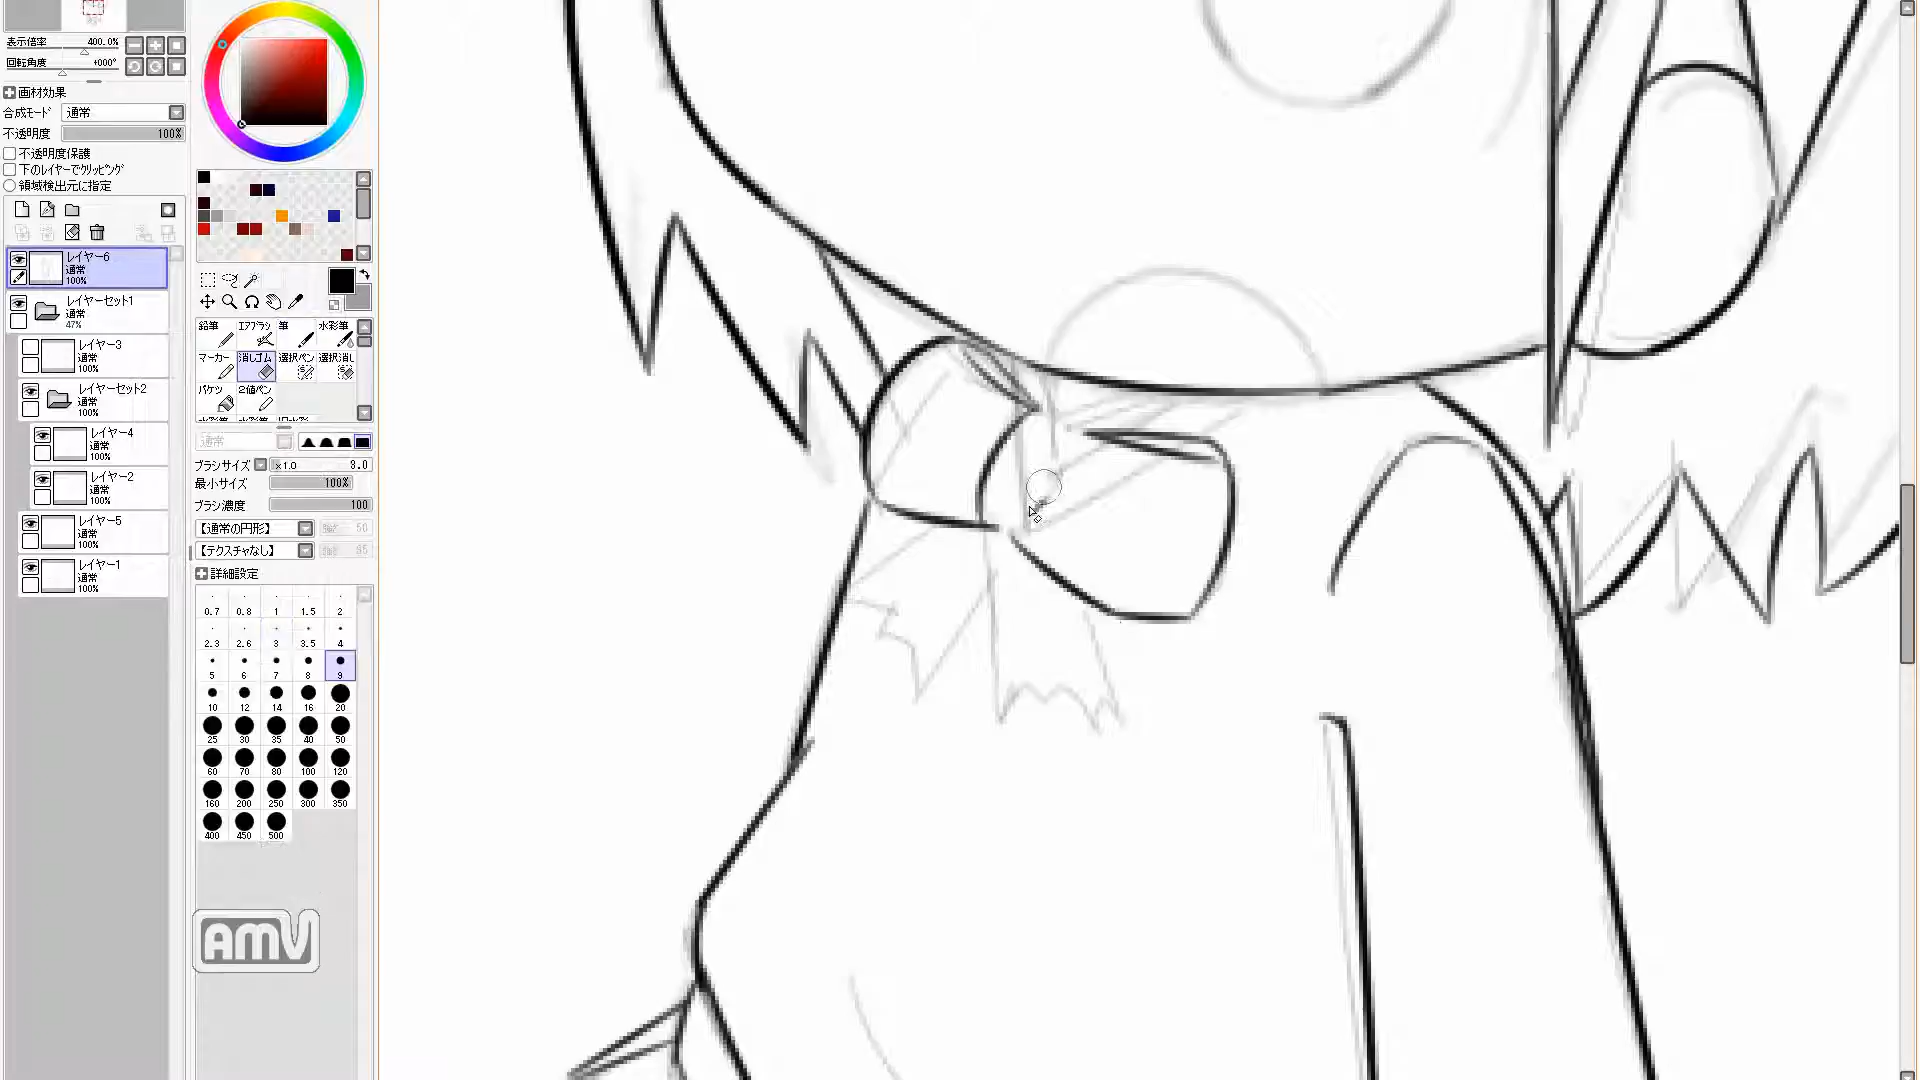 表示倍率 400.0%
回転角度 +000°
画材効果
合成モード 通常
不透明度 100%
不透明度保護
下のレイヤーでクリッピング
領域検出元に指定
レイヤー6
通常
100%
レイヤーセット1
通常
47%
レイヤー3
通常
100%
レイヤーセット2
通常
100%
レイヤー4
通常
100%
レイヤー2
通常
100%
レイヤー5
通常
100%
レイヤー1
通常
100%
鉛筆 エアブラシ 筆 水彩筆
マーカー 消しゴム 選択ペン 選択消し
バケツ 2値ペン
通常
ブラシサイズ x1.0 9.0
最小サイズ 100%
ブラシ濃度 100
【通常の円形】 50
【テクスチャなし】 95
詳細設定
0.7 0.8 1 1.5 2
2.3 2.6 3 3.5 4
5 6 7 8 9
10 12 14 16 20
25 30 35 40 50
60 70 80 100 120
160 200 250 300 350
400 450 500
AMV